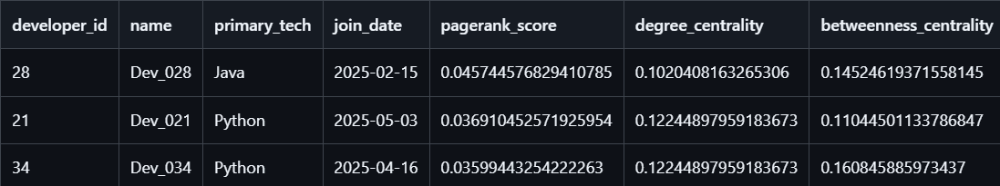 developer_id name primary_tech join_date pagerank_score degree_centrality betweenness_centrality
28 Dev_028 Java 2025-02-15 0.045744576829410785 0.1020408163265306 0.14524619371558145
21 Dev_021 Python 2025-05-03 0.036910452571925954 0.12244897959183673 0.11044501133786847
34 Dev_034 Python 2025-04-16 0.03599443254222263 0.12244897959183673 0.160845885973437